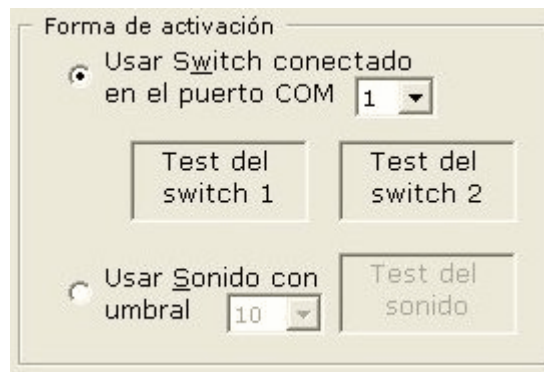 Forma de activación
Usar Switch conectado
en el puerto COM 1
Test del
switch 1
Test del
switch 2
Usar Sonido con
umbral 10
Test del
sonido